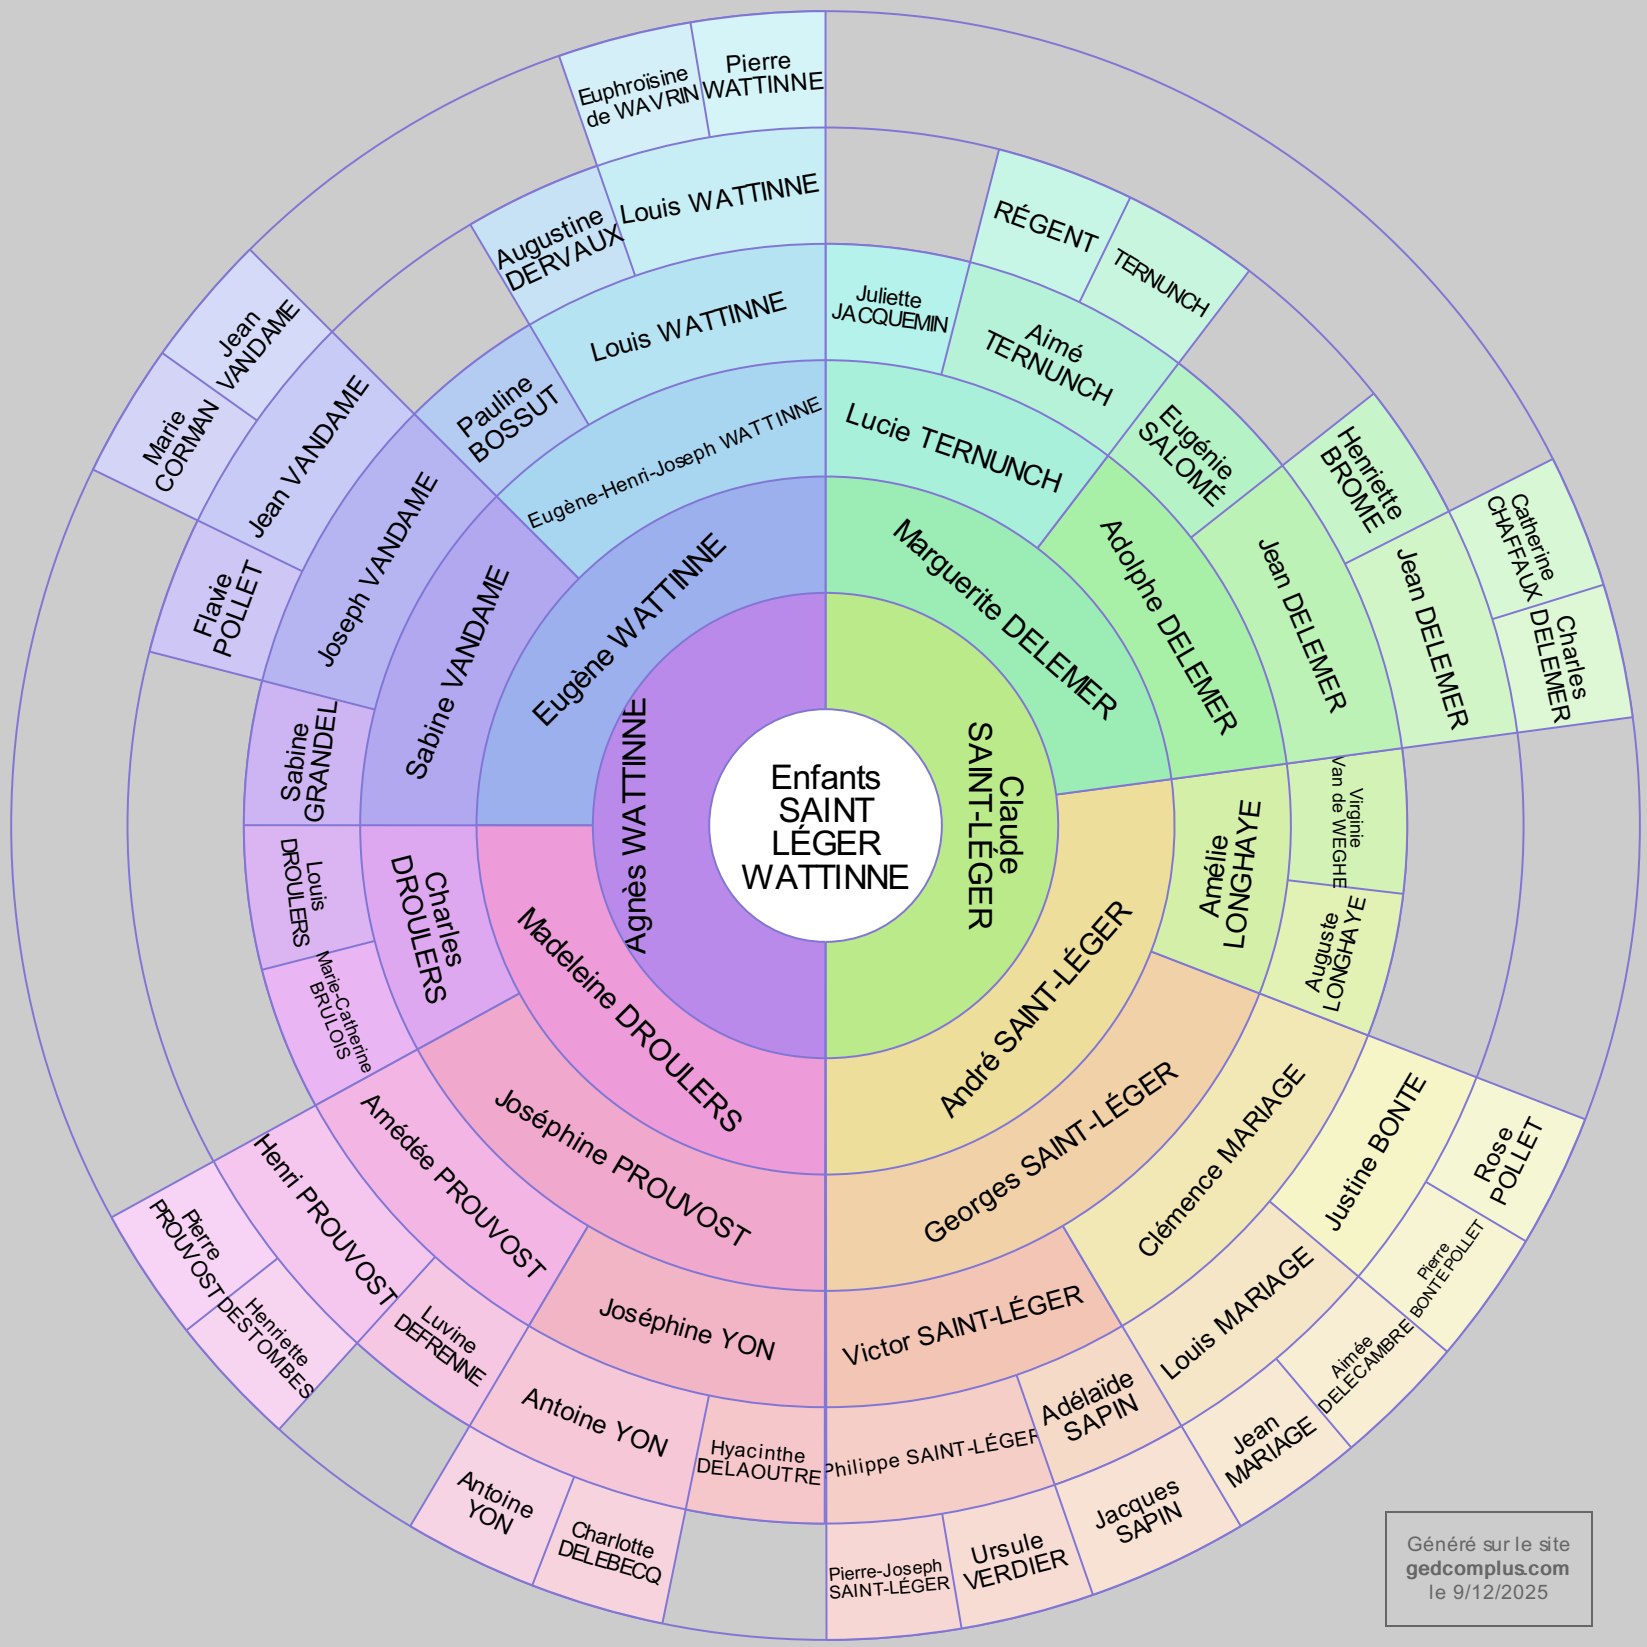 Enfants
SAINT
LÉGER
WATTINNE
Agnès WATTINNE
Claude
SAINT-LÉGER
Eugène WATTINNE
Marguerite DELEMER
André SAINT-LÉGER
Madeleine DROULERS
Eugène-Henri-Joseph WATTINNE
Lucie TERNUNCH
Adolphe DELEMER
Amélie
LONGHAYE
Georges SAINT-LÉGER
Joséphine PROUVOST
Charles
DROULERS
Sabine VANDAME
Louis WATTINNE
Juliette
JACQUEMIN
Aimé
TERNUNCH
Eugénie
SALOMÉ
Jean DELEMER
Virginie
Van de WEGHE
Auguste
LONGHAYE
Clémence MARIAGE
Victor SAINT-LÉGER
Joséphine YON
Amédée PROUVOST
Marie-Catherine
BRULOIS
Louis
DROULERS
Sabine
GRANDEL
Joseph VANDAME
Pauline
BOSSUT
Louis WATTINNE
RÉGENT
TERNUNCH
Henriette
BROME
Jean DELEMER
Justine BONTE
Louis MARIAGE
Adélaïde
SAPIN
Philippe SAINT-LÉGER
Hyacinthe
DELAOUTRE
Antoine YON
Luvine
DEFRENNE
Henri PROUVOST
Flavie
POLLET
Jean VANDAME
Augustine
DERVAUX
Pierre
WATTINNE
Catherine
CHAFFAUX
Charles
DELEMER
Rose
POLLET
Pierre
BONTE POLLET
Aimée
DELECAMBRE
Jean
MARIAGE
Jacques
SAPIN
Ursule
VERDIER
Pierre-Joseph
SAINT-LÉGER
Charlotte
DELEBECQ
Antoine
YON
Henriette
DESTOMBES
Pierre
PROUVOST
Marie
CORMAN
Jean
VANDAME
Euphroïsine
de WAVRIN
Généré sur le site
gedcomplus.com
le 9/12/2025